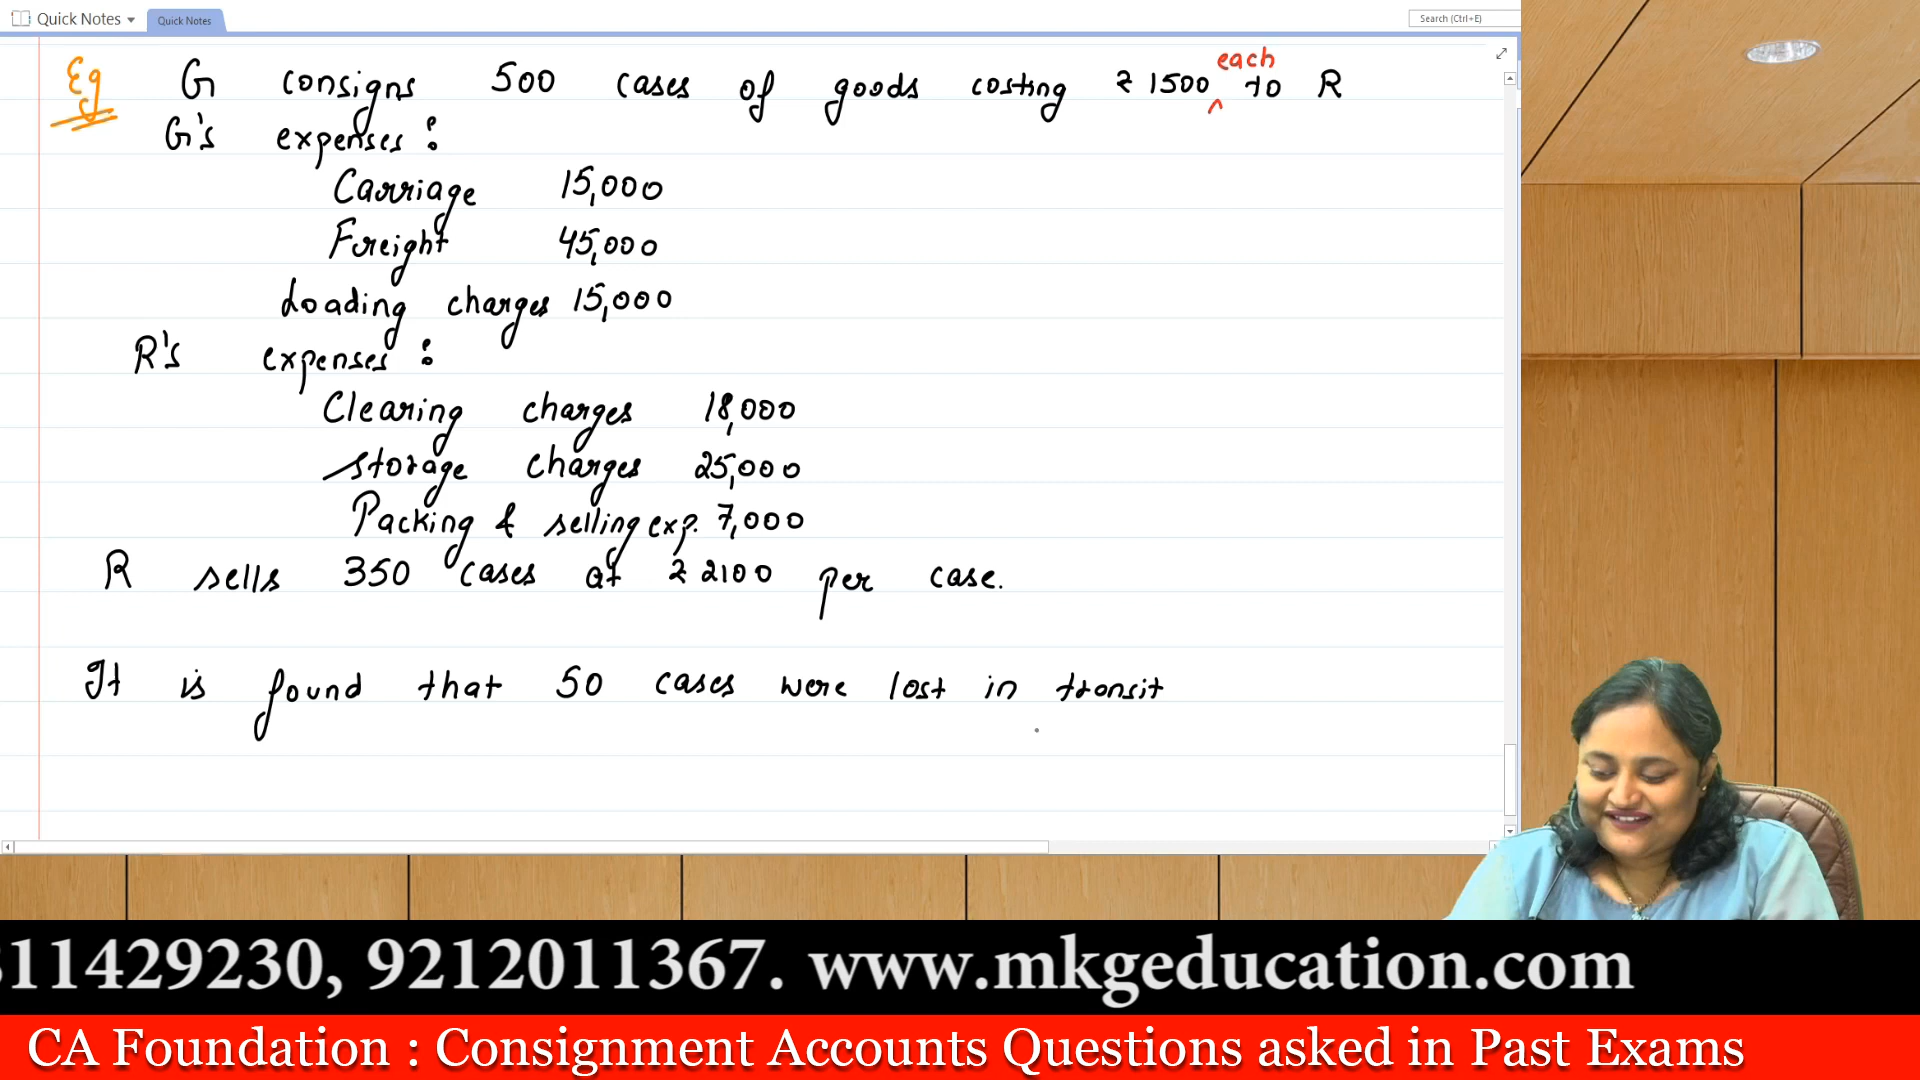 Quick Notes
Quick Notes
Search (Ctrl+E)
Eg G consigns 500 cases of goods costing ₹ 1500 ^ each to R
G's expenses :
Carriage 15,000
Freight 45,000
Loading charges 15,000
R's expenses :
Clearing charges 18,000
Storage charges 25,000
Packing & selling exp. 7,000
R sells 350 cases at ₹ 2100 per case.
It is found that 50 cases were lost in transit
11429230, 9212011367. www.mkgeducation.com
CA Foundation : Consignment Accounts Questions asked in Past Exams